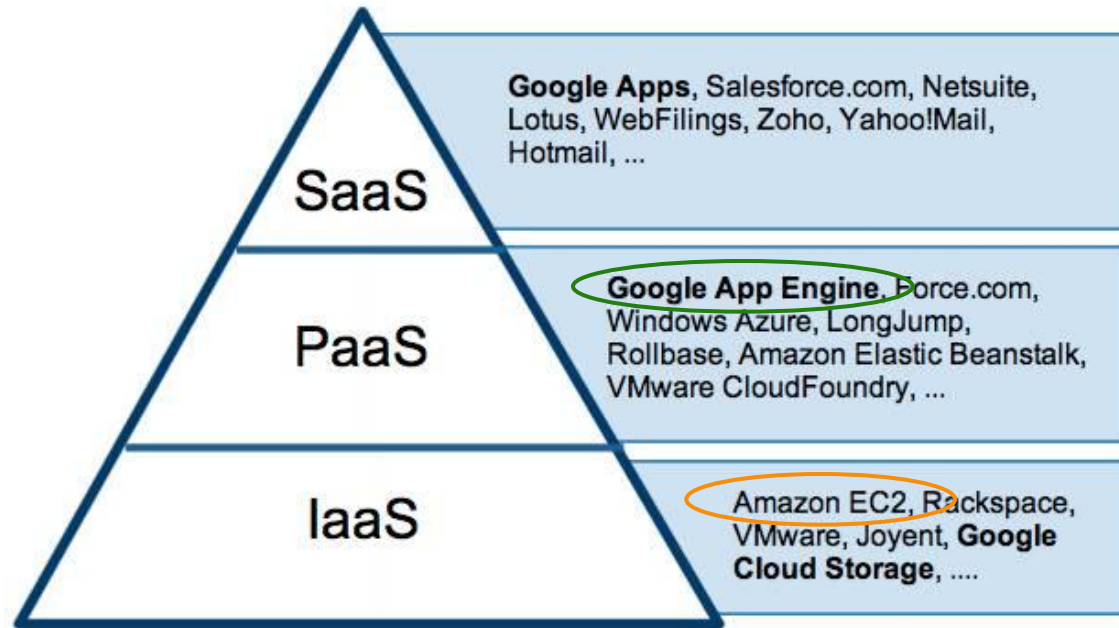 SaaS
Google Apps, Salesforce.com, Netsuite,
Lotus, WebFilings, Zoho, Yahoo!Mail,
Hotmail, ...
PaaS
Google App Engine, Force.com,
Windows Azure, LongJump,
Rollbase, Amazon Elastic Beanstalk,
VMware CloudFoundry, ...
IaaS
Amazon EC2, Rackspace,
VMware, Joyent, Google
Cloud Storage, ....